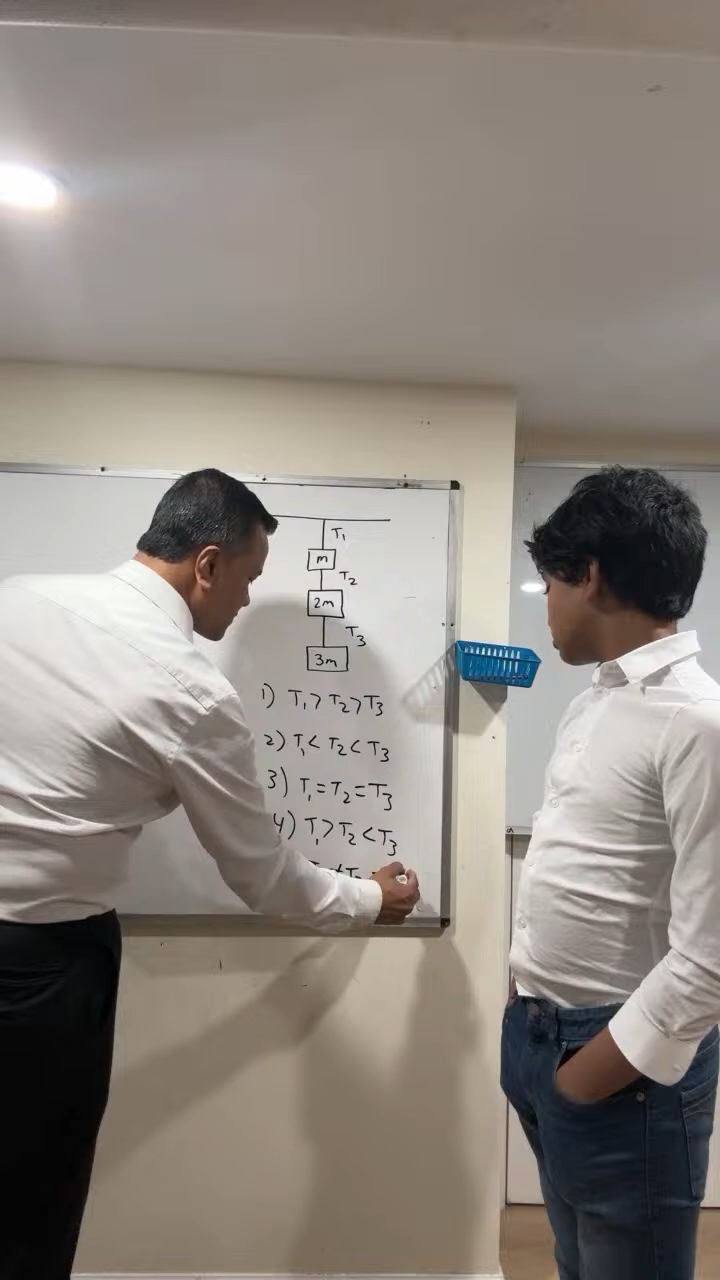 T₁
m
T₂
2m
T₃
3m
1) T₁ > T₂ > T₃
2) T₁ < T₂ < T₃
3) T₁ = T₂ = T₃
4) T₁ > T₂ < T₃